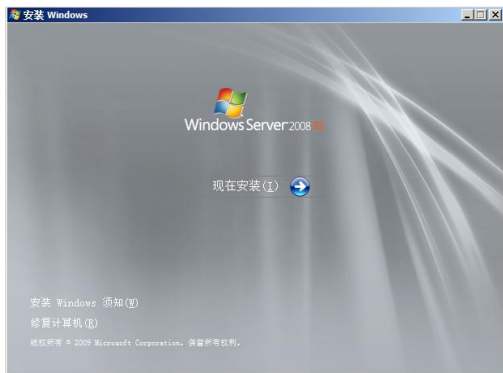 安装 Windows
Windows Server 2008 R2
现在安装(I)
安装 Windows 须知(W)
修复计算机(R)
版权所有 © 2009 Microsoft Corporation。保留所有权利。